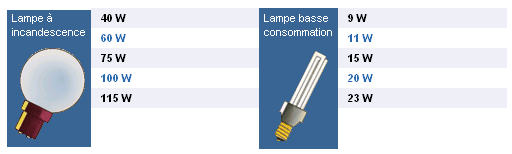 Lampe à
incandescence
40 W
60 W
75 W
100 W
115 W
Lampe basse
consommation
9 W
11 W
15 W
20 W
23 W